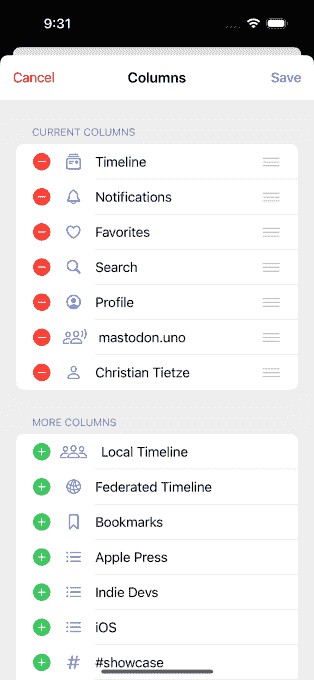 9:31
Cancel Columns Save
CURRENT COLUMNS
Timeline
Notifications
Favorites
Search
Profile
mastodon.uno
Christian Tietze
MORE COLUMNS
Local Timeline
Federated Timeline
Bookmarks
Apple Press
Indie Devs
iOS
#showcase